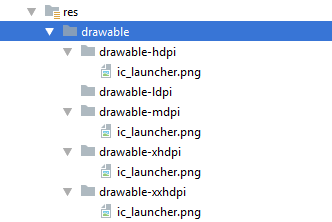 res
drawable
drawable-hdpi
ic_launcher.png
drawable-ldpi
drawable-mdpi
ic_launcher.png
drawable-xhdpi
ic_launcher.png
drawable-xxhdpi
ic_launcher.png